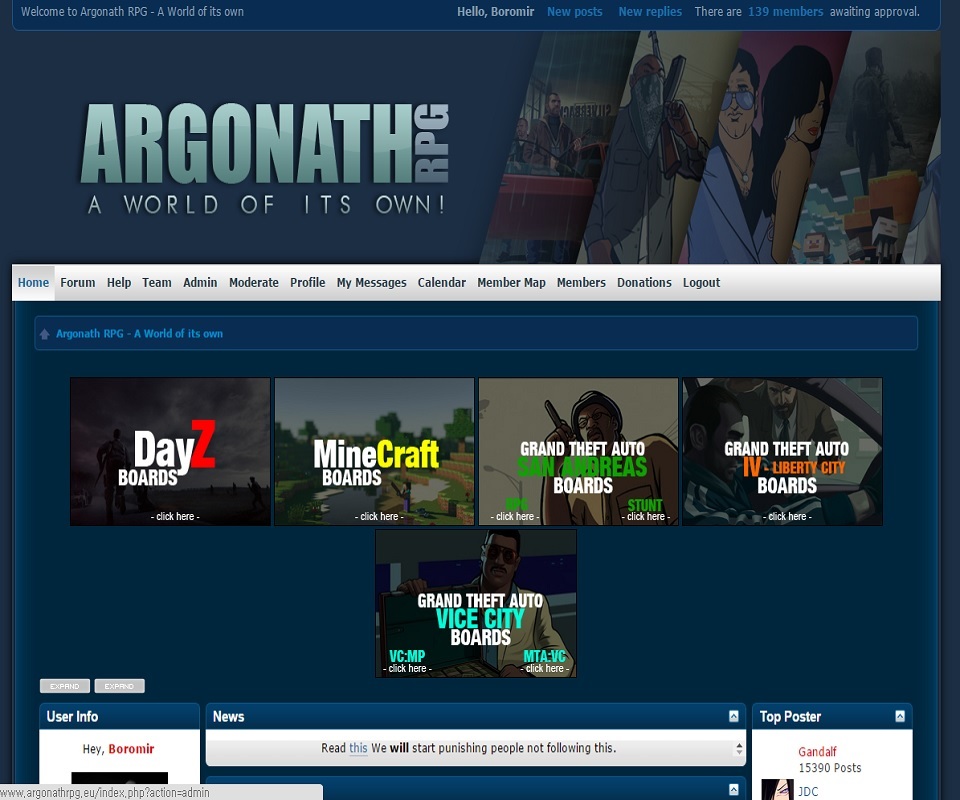 Welcome to Argonath RPG - A World of its own
Hello, Boromir New posts New replies There are 139 members awaiting approval.
ARGONATH RPG
A WORLD OF ITS OWN!
Home Forum Help Team Admin Moderate Profile My Messages Calendar Member Map Members Donations Logout
Argonath RPG - A World of its own
DayZ
BOARDS
- click here -
MineCraft
BOARDS
- click here -
GRAND THEFT AUTO
SAN ANDREAS
BOARDS
RPG STUNT
- click here - - click here -
GRAND THEFT AUTO
IV - LIBERTY CITY
BOARDS
- click here -
GRAND THEFT AUTO
VICE CITY
BOARDS
VC:MP MTA:VC
- click here - - click here -
EXPAND EXPAND
User Info
Hey, Boromir
News
Read this We will start punishing people not following this.
Top Poster
Gandalf
15390 Posts
JDC
www.argonathrpg.eu/index.php?action=admin